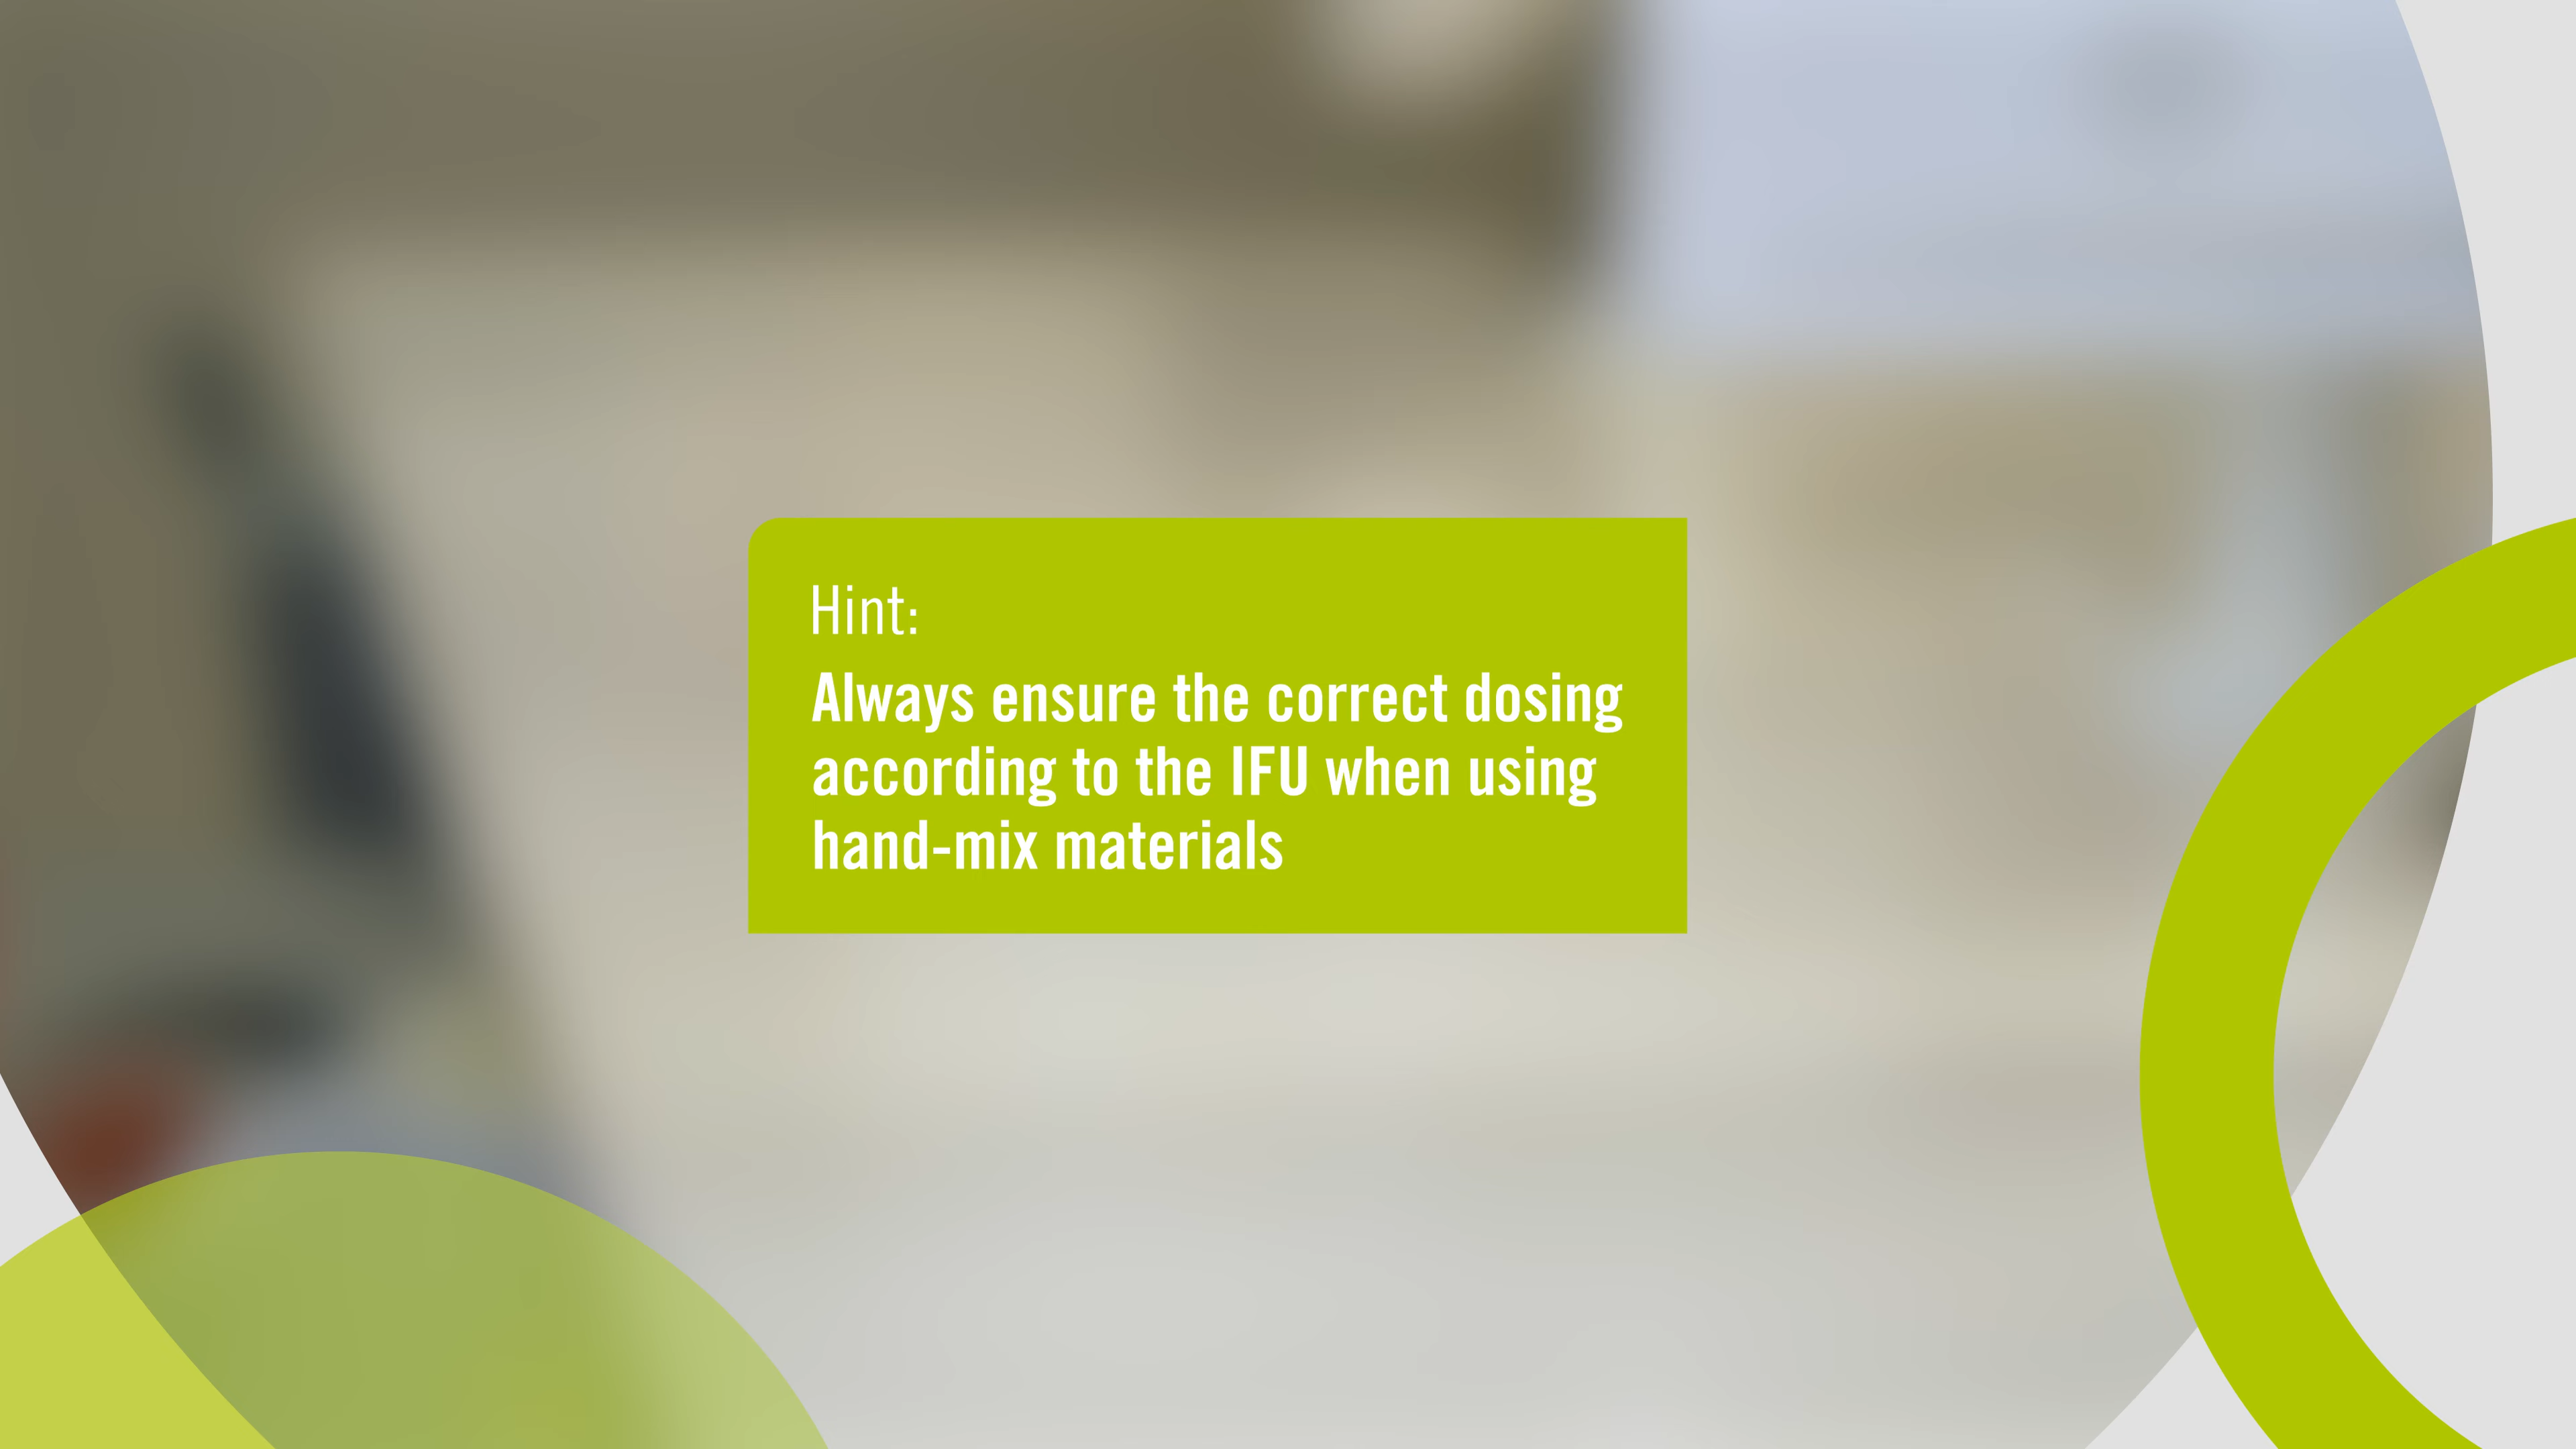 Hint:
Always ensure the correct dosing
according to the IFU when using
hand-mix materials